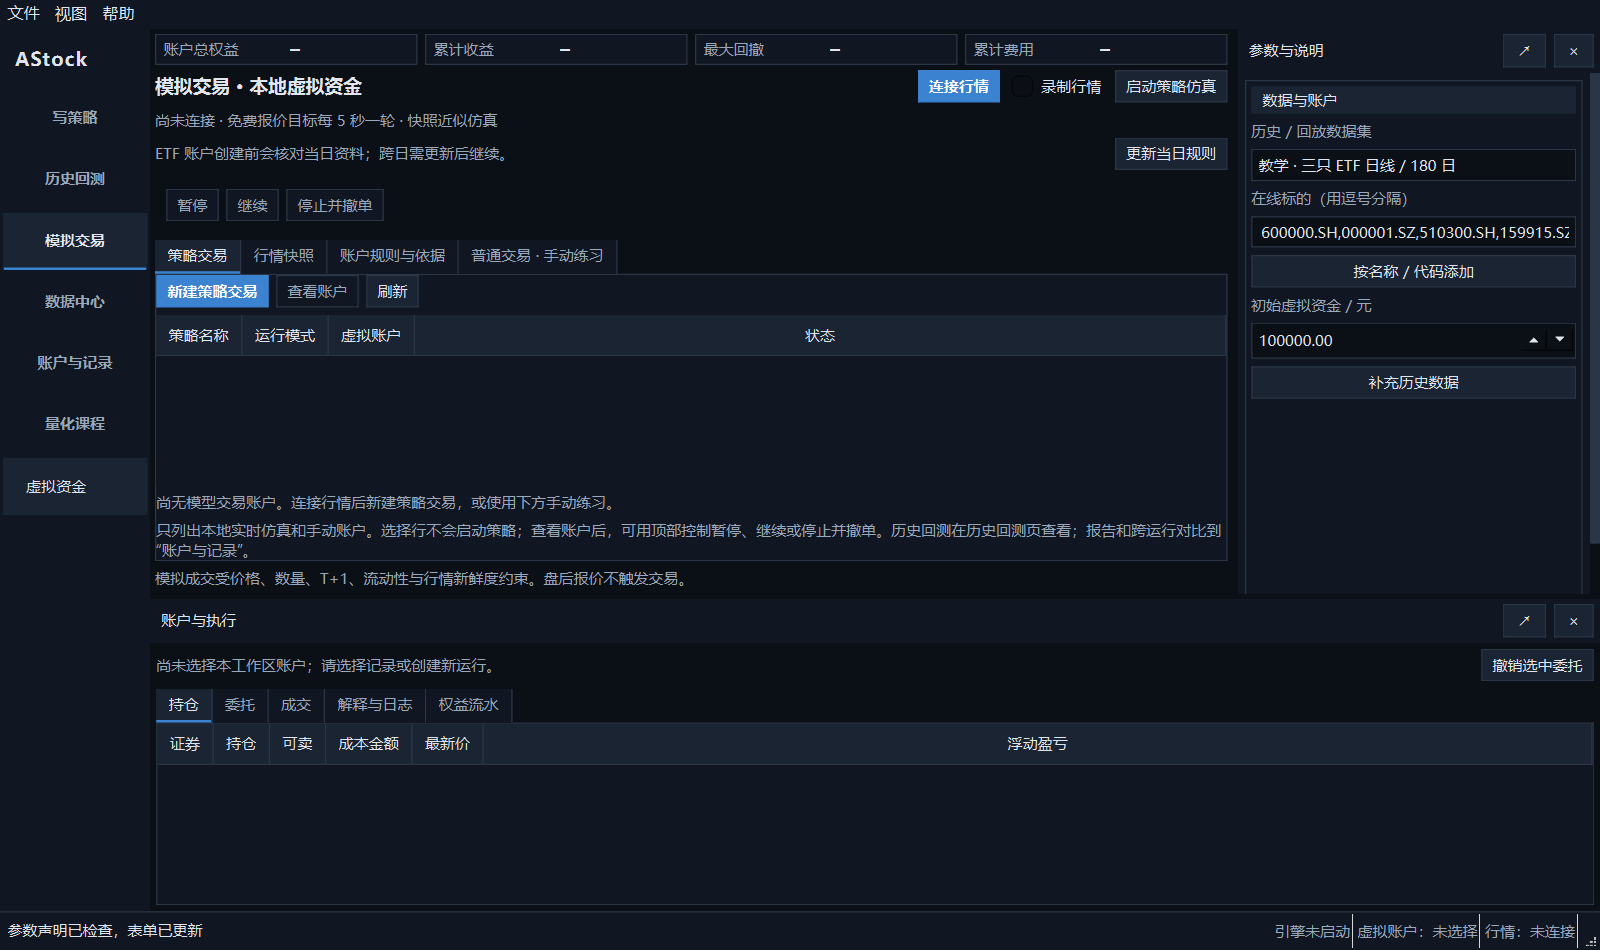 文件 视图 帮助
AStock
写策略
历史回测
模拟交易
数据中心
账户与记录
量化课程
虚拟资金
账户总权益 –
累计收益 –
最大回撤 –
累计费用 –
模拟交易 · 本地虚拟资金
连接行情
录制行情
启动策略仿真
尚未连接 · 免费报价目标每 5 秒一轮 · 快照近似仿真
ETF 账户创建前会核对当日资料；跨日需更新后继续。
更新当日规则
暂停 继续 停止并撤单
策略交易 行情快照 账户规则与依据 普通交易 · 手动练习
新建策略交易 查看账户 刷新
策略名称 运行模式 虚拟账户 状态
尚无模型交易账户。连接行情后新建策略交易，或使用下方手动练习。
只列出本地实时仿真和手动账户。选择行不会启动策略；查看账户后，可用顶部控制暂停、继续或停止并撤单。历史回测在历史回测页查看；报告和跨运行对比到
“账户与记录”。
模拟成交受价格、数量、T+1、流动性与行情新鲜度约束。盘后报价不触发交易。
参数与说明
数据与账户
历史 / 回放数据集
教学 · 三只 ETF 日线 / 180 日
在线标的（用逗号分隔）
600000.SH,000001.SZ,510300.SH,159915.SZ
按名称 / 代码添加
初始虚拟资金 / 元
100000.00
补充历史数据
账户与执行
尚未选择本工作区账户；请选择记录或创建新运行。
撤销选中委托
持仓 委托 成交 解释与日志 权益流水
证券 持仓 可卖 成本金额 最新价 浮动盈亏
参数声明已检查，表单已更新
引擎未启动 虚拟账户：未选择 行情：未连接